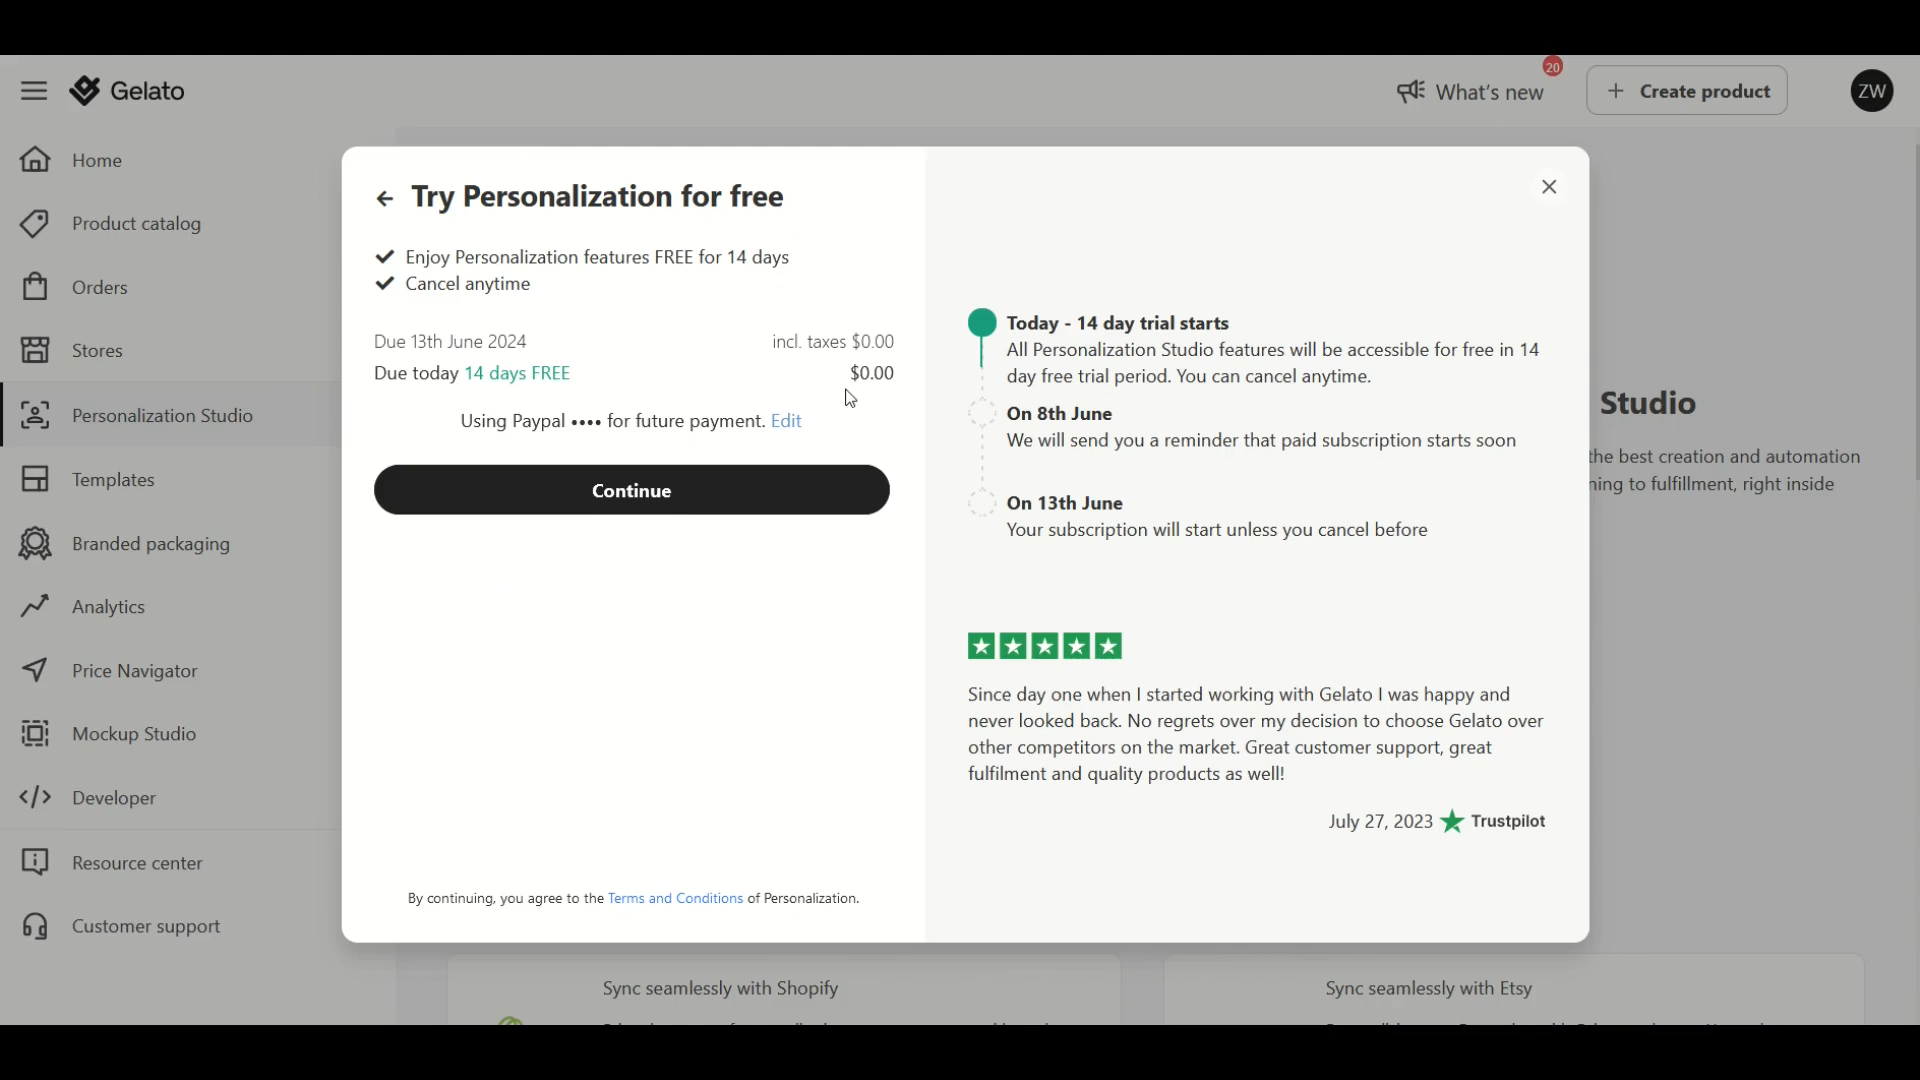 Gelato
What's new
20
Create product
ZW
Home
Product catalog
Orders
Stores
Personalization Studio
Templates
Branded packaging
Analytics
Price Navigator
Mockup Studio
Developer
Resource center
Customer support
Try Personalization for free
Enjoy Personalization features FREE for 14 days
Cancel anytime
Due 13th June 2024 incl. taxes $0.00
Due today 14 days FREE $0.00
Using Paypal •••• for future payment. Edit
Continue
By continuing, you agree to the Terms and Conditions of Personalization.
Today - 14 day trial starts
All Personalization Studio features will be accessible for free in 14
day free trial period. You can cancel anytime.
On 8th June
We will send you a reminder that paid subscription starts soon
On 13th June
Your subscription will start unless you cancel before
Since day one when I started working with Gelato I was happy and
never looked back. No regrets over my decision to choose Gelato over
other competitors on the market. Great customer support, great
fulfilment and quality products as well!
July 27, 2023 Trustpilot
Studio
the best creation and automation
to fulfillment, right inside
Sync seamlessly with Shopify
Sync seamlessly with Etsy